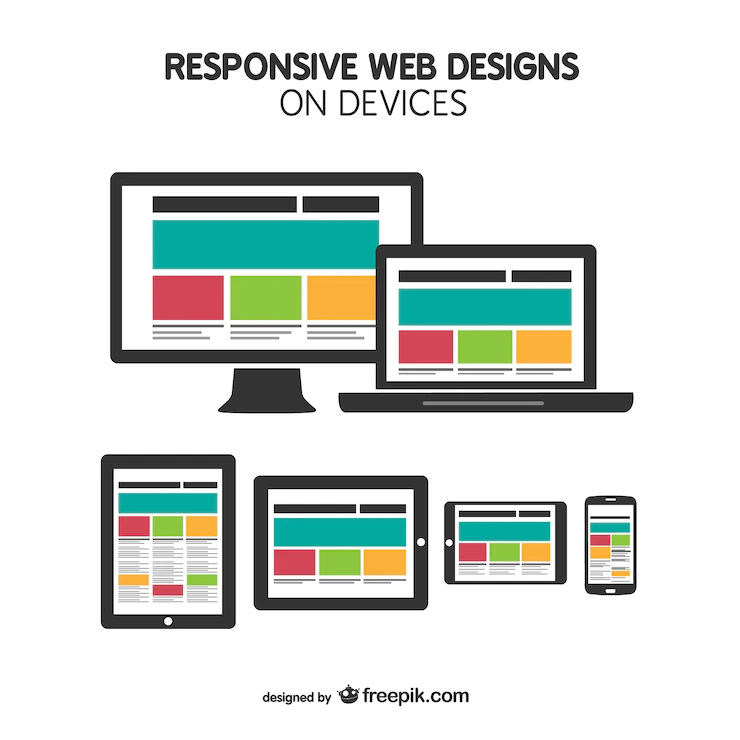 RESPONSIVE WEB DESIGNS
ON DEVICES
designed by freepik.com